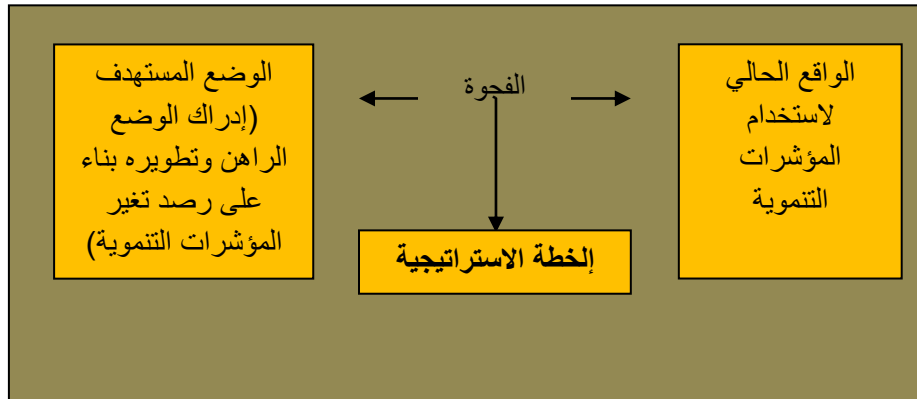 الواقع الحالي
لاستخدام
المؤشرات
التنموية
الفجوة
الوضع المستهدف
(إدراك الوضع
الراهن وتطويره بناء
على رصد تغير
المؤشرات التنموية)
إلخطة الاستراتيجية